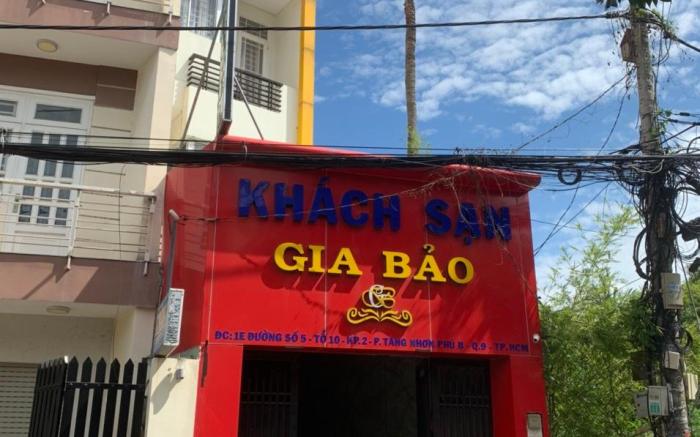 KHÁCH SẠN
GIA BẢO
ĐC: 1E ĐƯỜNG SỐ 5 - TỔ 10 - KP.2 - P. TĂNG NHƠN PHÚ B - Q.9 - TP.HCM